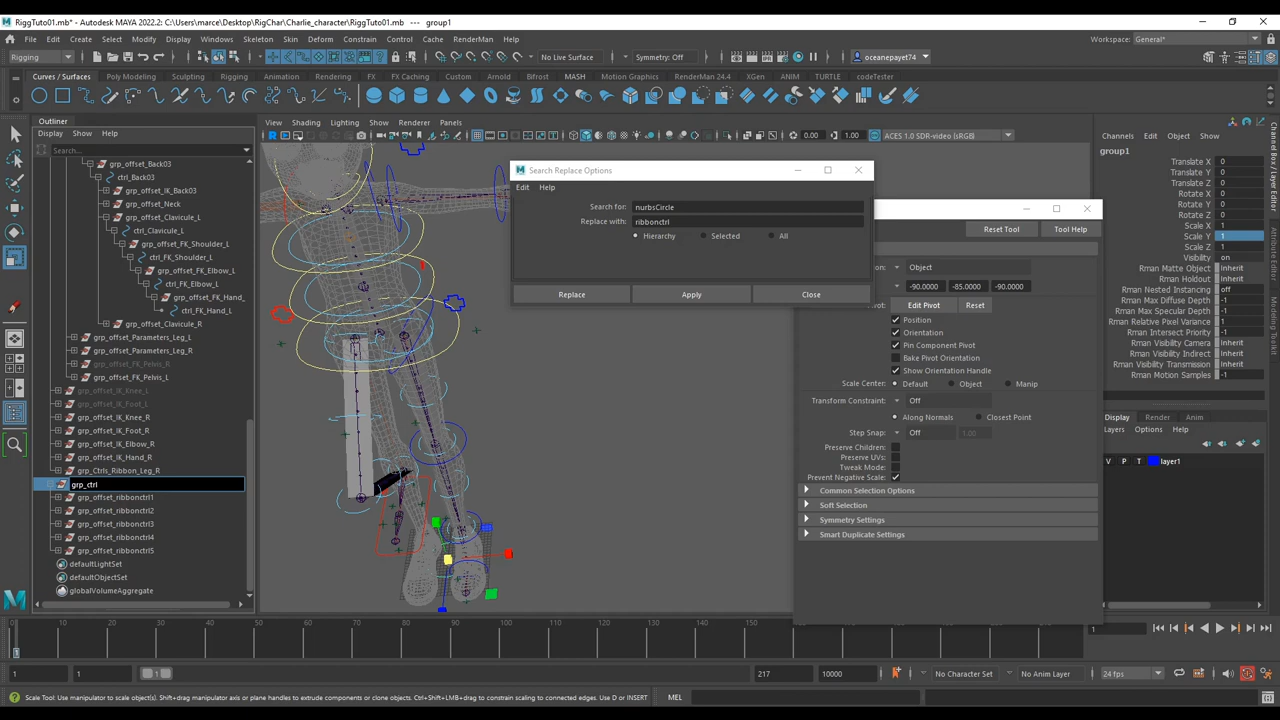 RiggTuto01.mb* - Autodesk MAYA 2022.2: C:\Users\marce\Desktop\RigChar\Charlie_character\RiggTuto01.mb --- group1
File Edit Create Select Modify Display Windows Skeleton Skin Deform Constrain Control Cache RenderMan Help
Workspace: General*
Rigging
No Live Surface
Symmetry: Off
oceanepayet74
Curves / Surfaces Poly Modeling Sculpting Rigging Animation Rendering FX FX Caching Custom Arnold Bifrost MASH Motion Graphics RenderMan 24.4 XGen ANIM TURTLE codeTester
Outliner
Display Show Help
Search...
grp_offset_Back03
ctrl_Back03
grp_offset_IK_Back03
grp_offset_Neck
grp_offset_Clavicule_L
ctrl_Clavicule_L
grp_offset_FK_Shoulder_L
ctrl_FK_Shoulder_L
grp_offset_FK_Elbow_L
ctrl_FK_Elbow_L
grp_offset_FK_Hand_
ctrl_FK_Hand_L
grp_offset_Clavicule_R
grp_offset_Parameters_Leg_R
grp_offset_Parameters_Leg_L
grp_offset_FK_Pelvis_R
grp_offset_FK_Pelvis_L
grp_offset_IK_Knee_L
grp_offset_IK_Foot_L
grp_offset_IK_Knee_R
grp_offset_IK_Foot_R
grp_offset_IK_Elbow_R
grp_offset_IK_Hand_R
grp_Ctrls_Ribbon_Leg_R
grp_ctrl
grp_offset_ribbonctrl1
grp_offset_ribbonctrl2
grp_offset_ribbonctrl3
grp_offset_ribbonctrl4
grp_offset_ribbonctrl5
defaultLightSet
defaultObjectSet
globalVolumeAggregate
View Shading Lighting Show Renderer Panels
0.00
1.00
ACES 1.0 SDR-video (sRGB)
Search Replace Options
Edit Help
Search for: nurbsCircle
Replace with: ribbonctrl
Hierarchy Selected All
Replace Apply Close
Reset Tool Tool Help
on: Object
-90.0000 -85.0000 -90.0000
Pivot: Edit Pivot Reset
Position
Orientation
Pin Component Pivot
Bake Pivot Orientation
Show Orientation Handle
Scale Center: Default Object Manip
Transform Constraint: Off
Along Normals Closest Point
Step Snap: Off 1.00
Preserve Children:
Preserve UVs:
Tweak Mode:
Prevent Negative Scale:
Common Selection Options
Soft Selection
Symmetry Settings
Smart Duplicate Settings
Channels Edit Object Show
group1
Translate X 0
Translate Y 0
Translate Z 0
Rotate X 0
Rotate Y 0
Rotate Z 0
Scale X 1
Scale Y 1
Scale Z 1
Visibility on
Rman Matte Object Inherit
Rman Holdout Inherit
Rman Nested Instancing off
Rman Max Diffuse Depth -1
Rman Max Specular Depth -1
Rman Relative Pixel Variance 1
Rman Intersect Priority -1
Rman Visibility Camera Inherit
Rman Visibility Indirect Inherit
Rman Visibility Transmission Inherit
Rman Motion Samples -1
Display Render Anim
Layers Options Help
V P T layer1
Channel Box / Layer Editor
Attribute Editor
Modeling Toolkit
0 10 20 30 40 50 60 70 80 90 100
1
1 1 1 217 10000 No Character Set No Anim Layer 24 fps
Scale Tool: Use manipulator to scale object(s). Shift+drag manipulator axis or plane handles to extrude components or clone objects. Ctrl+Shift+LMB+drag to constrain scaling to connected edges. Use D or INSERT
MEL